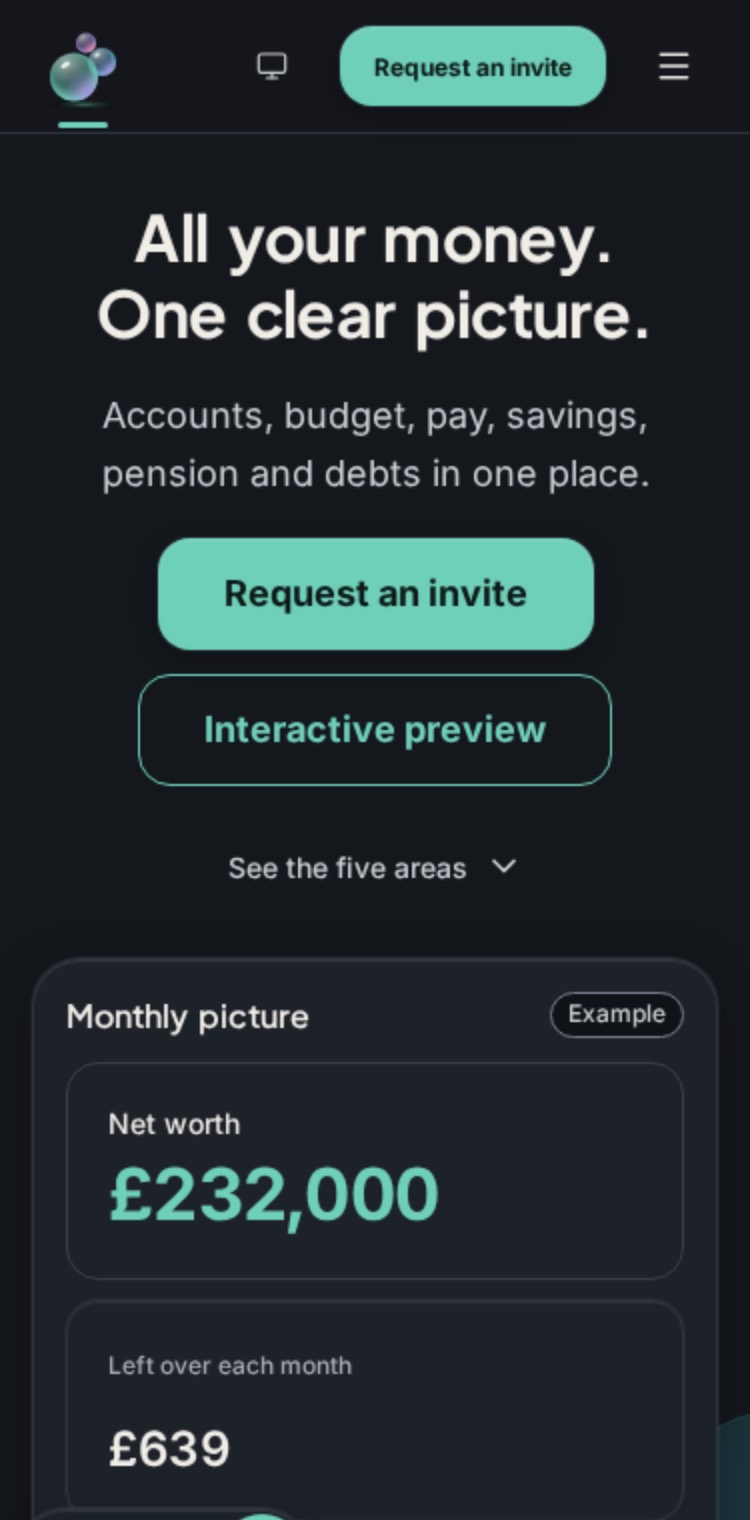 Request an invite
All your money.
One clear picture.
Accounts, budget, pay, savings,
pension and debts in one place.
Request an invite
Interactive preview
See the five areas
Monthly picture
Example
Net worth
£232,000
Left over each month
£639